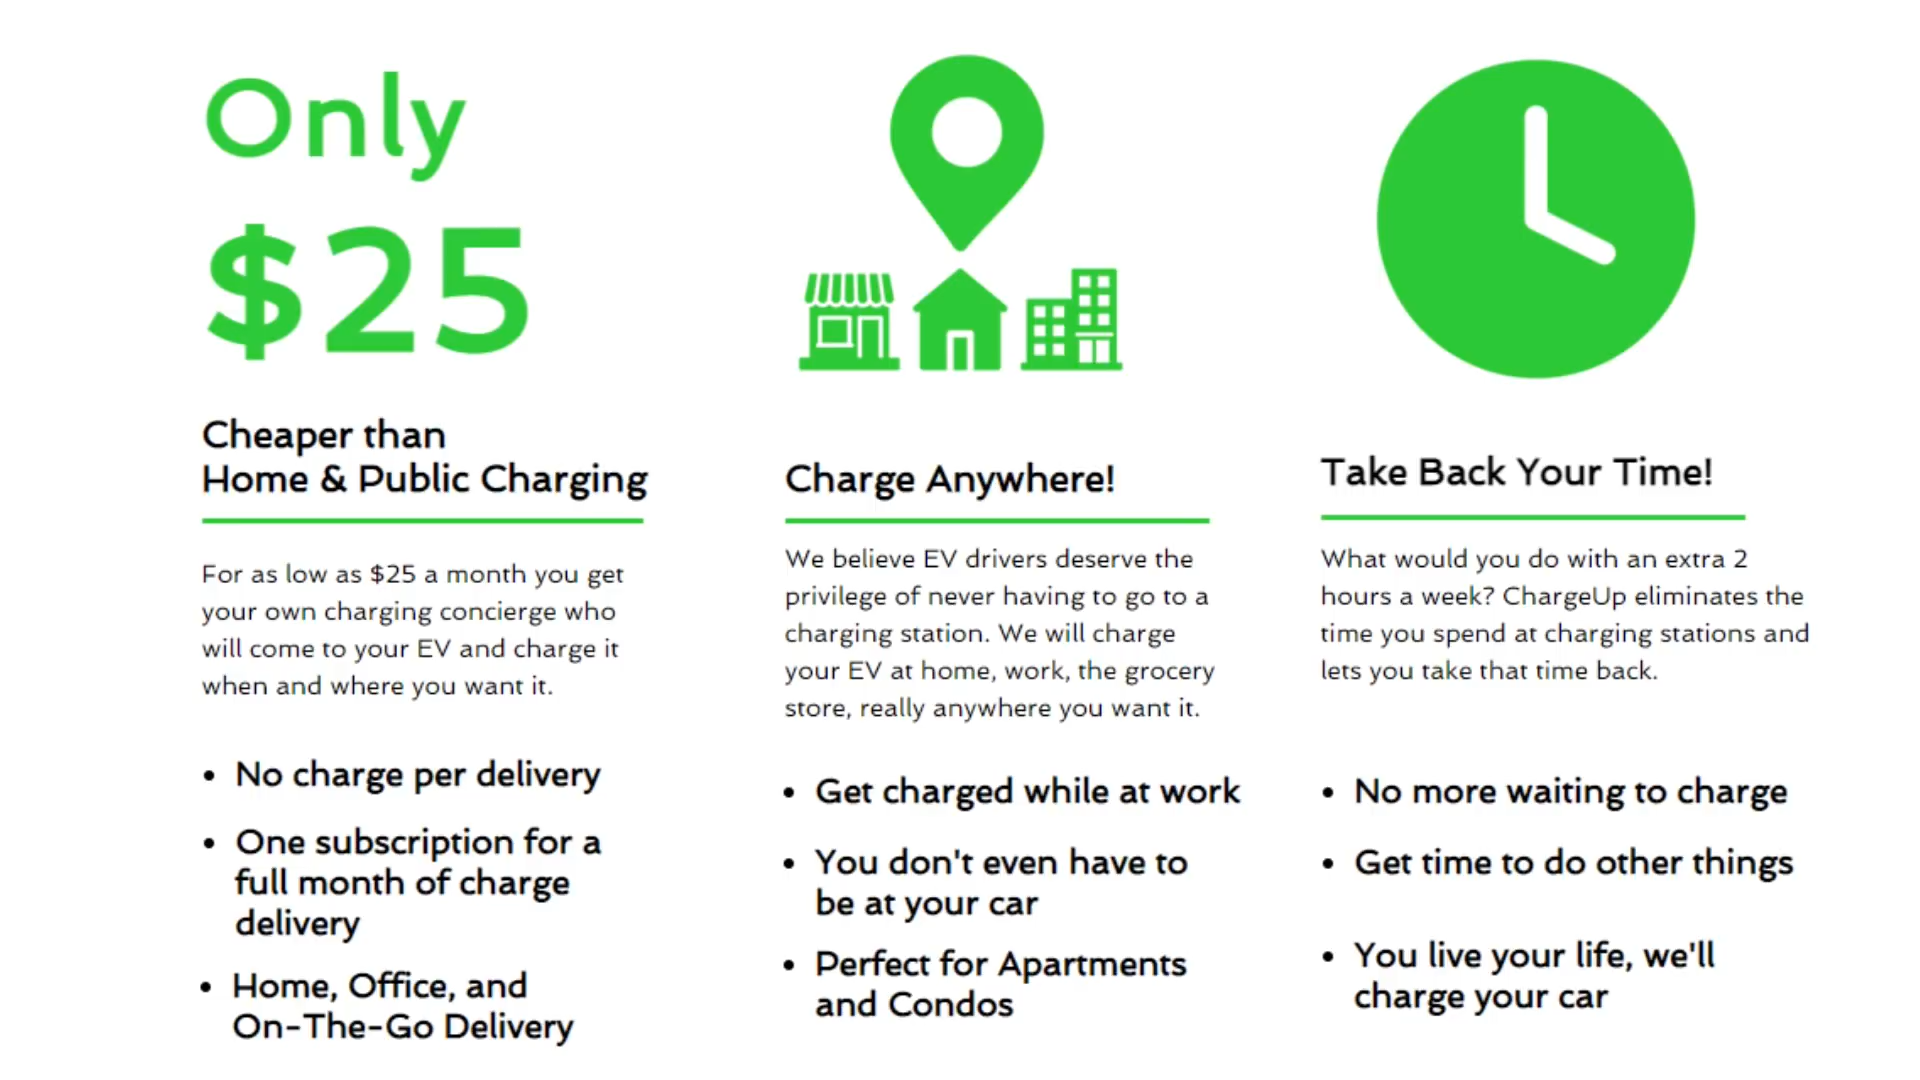 Only
$25
Cheaper than
Home & Public Charging
For as low as $25 a month you get
your own charging concierge who
will come to your EV and charge it
when and where you want it.
• No charge per delivery
• One subscription for a
full month of charge
delivery
• Home, Office, and
On-The-Go Delivery
Charge Anywhere!
We believe EV drivers deserve the
privilege of never having to go to a
charging station. We will charge
your EV at home, work, the grocery
store, really anywhere you want it.
• Get charged while at work
• You don't even have to
be at your car
• Perfect for Apartments
and Condos
Take Back Your Time!
What would you do with an extra 2
hours a week? ChargeUp eliminates the
time you spend at charging stations and
lets you take that time back.
• No more waiting to charge
• Get time to do other things
• You live your life, we'll
charge your car